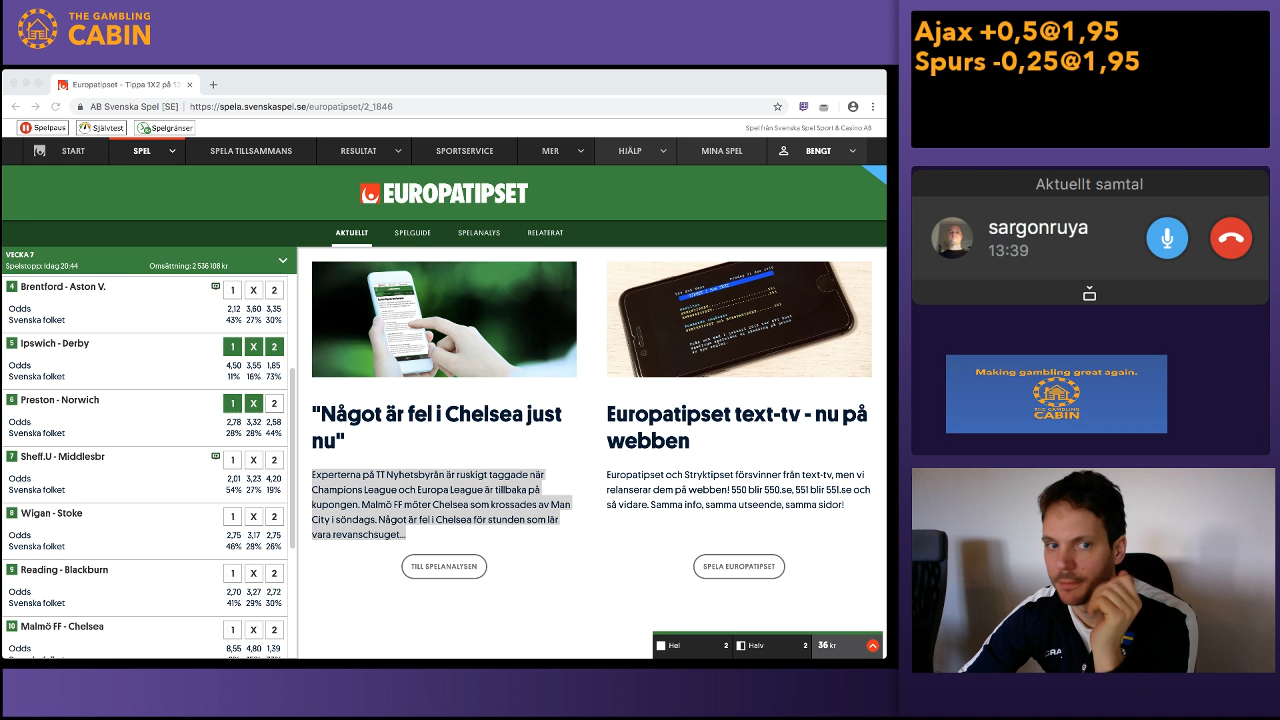 THE GAMBLING
CABIN
Europatipset - Tippa 1X2 på 13
AB Svenska Spel [SE] | https://spela.svenskaspel.se/europatipset/2_1846
Spelpaus
Självtest
Spelgränser
Spel från Svenska Spel Sport & Casino AB
START
SPEL
SPELA TILLSAMMANS
RESULTAT
SPORTSERVICE
MER
HJÄLP
MINA SPEL
BENGT
EUROPATIPSET
AKTUELLT
SPELGUIDE
SPELANALYS
RELATERAT
VECKA 7
Spelstopp: Idag 20:44
Omsättning: 2 536 108 kr
4 Brentford - Aston V.
1 X 2
Odds 2,12 3,60 3,35
Svenska folket 43% 27% 30%
5 Ipswich - Derby
1 X 2
Odds 4,50 3,55 1,85
Svenska folket 11% 16% 73%
6 Preston - Norwich
1 X 2
Odds 2,78 3,32 2,58
Svenska folket 28% 28% 44%
7 Sheff.U - Middlesbr
1 X 2
Odds 2,01 3,23 4,20
Svenska folket 54% 27% 19%
8 Wigan - Stoke
1 X 2
Odds 2,75 3,17 2,75
Svenska folket 46% 28% 26%
9 Reading - Blackburn
1 X 2
Odds 2,70 3,27 2,72
Svenska folket 41% 29% 30%
10 Malmö FF - Chelsea
1 X 2
Odds 8,55 4,80 1,39
"Något är fel i Chelsea just
nu"
Experterna på TT Nyhetsbyrån är ruskigt taggade när
Champions League och Europa League är tillbaka på
kupongen. Malmö FF möter Chelsea som krossades av Man
City i söndags. Något är fel i Chelsea för stunden som lär
vara revanschsuget...
TILL SPELANALYSEN
Europatipset text-tv - nu på
webben
Europatipset och Stryktipset försvinner från text-tv, men vi
relanserar dem på webben! 550 blir 550.se, 551 blir 551.se och
så vidare. Samma info, samma utseende, samma sidor!
SPELA EUROPATIPSET
Hel 2
Halv 2
36 kr
Ajax +0,5@1,95
Spurs -0,25@1,95
Aktuellt samtal
sargonruya
13:39
Making gambling great again.
THE GAMBLING
CABIN